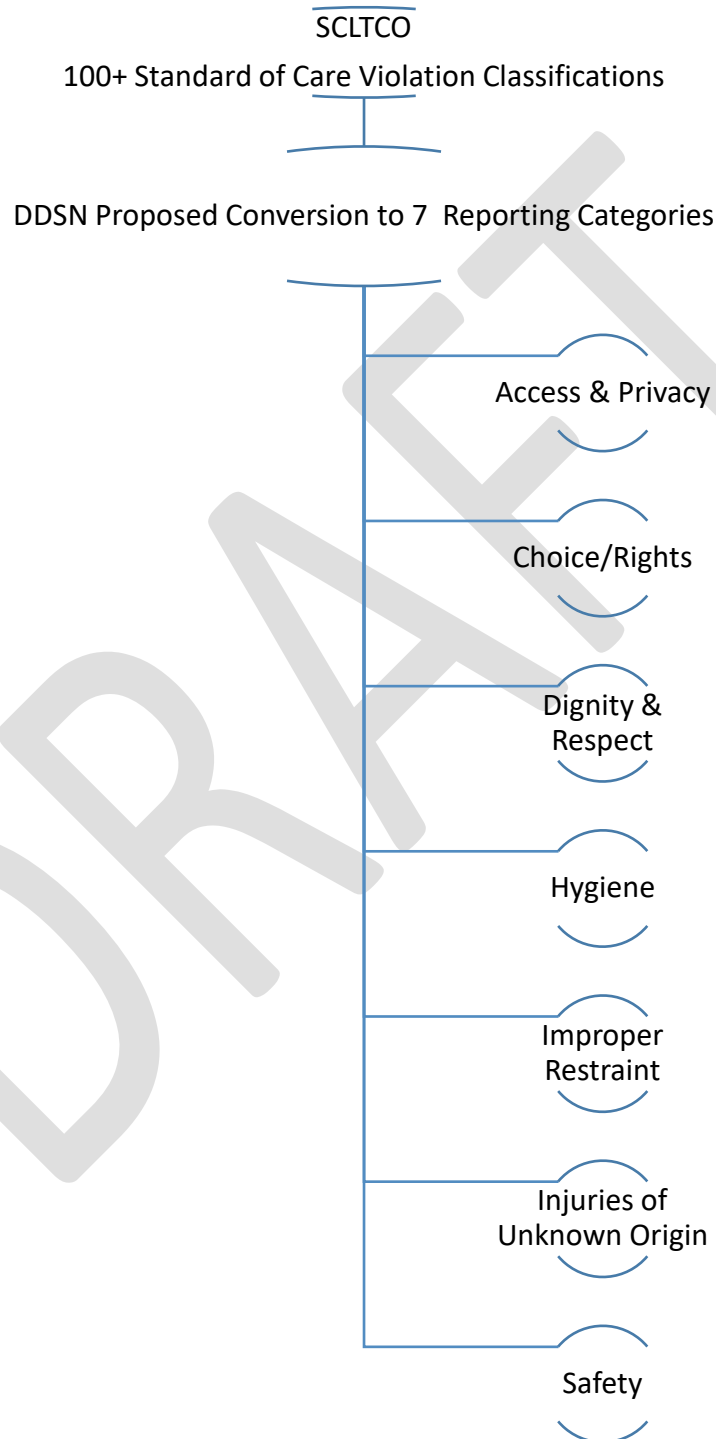 SCLTCO
100+ Standard of Care Violation Classifications
DDSN Proposed Conversion to 7 Reporting Categories
Access & Privacy
Choice/Rights
Dignity &
Respect
Hygiene
Improper
Restraint
Injuries of
Unknown Origin
Safety
DRAFT